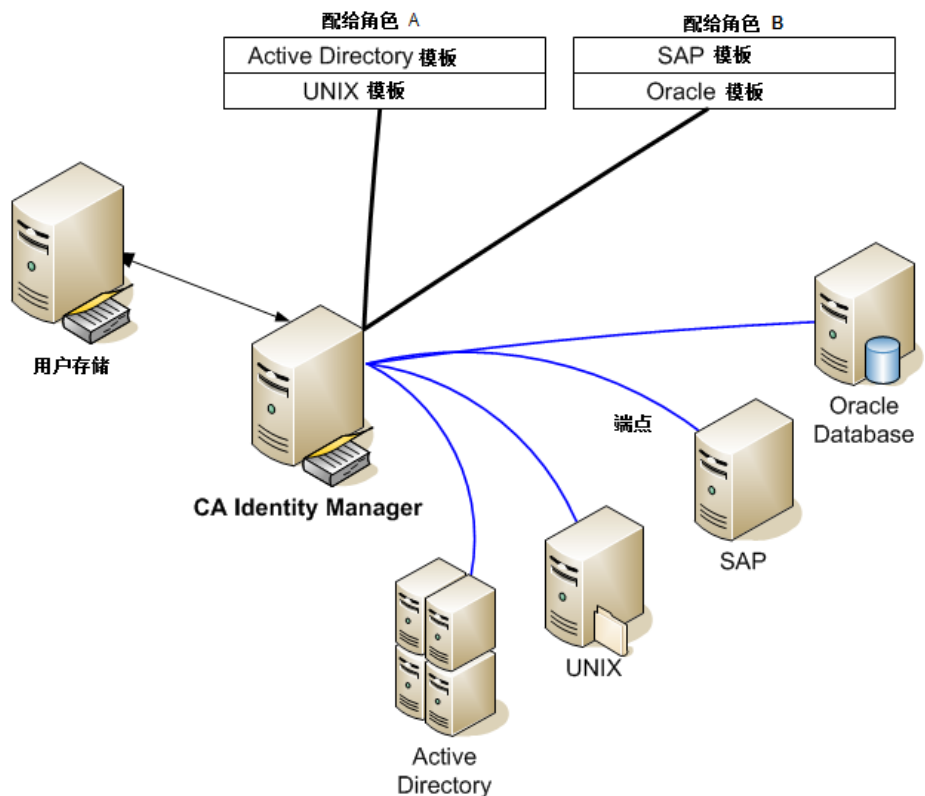 配给角色 A
Active Directory 模板
UNIX 模板
配给角色 B
SAP 模板
Oracle 模板
用户存储
CA Identity Manager
端点
Oracle
Database
SAP
UNIX
Active
Directory